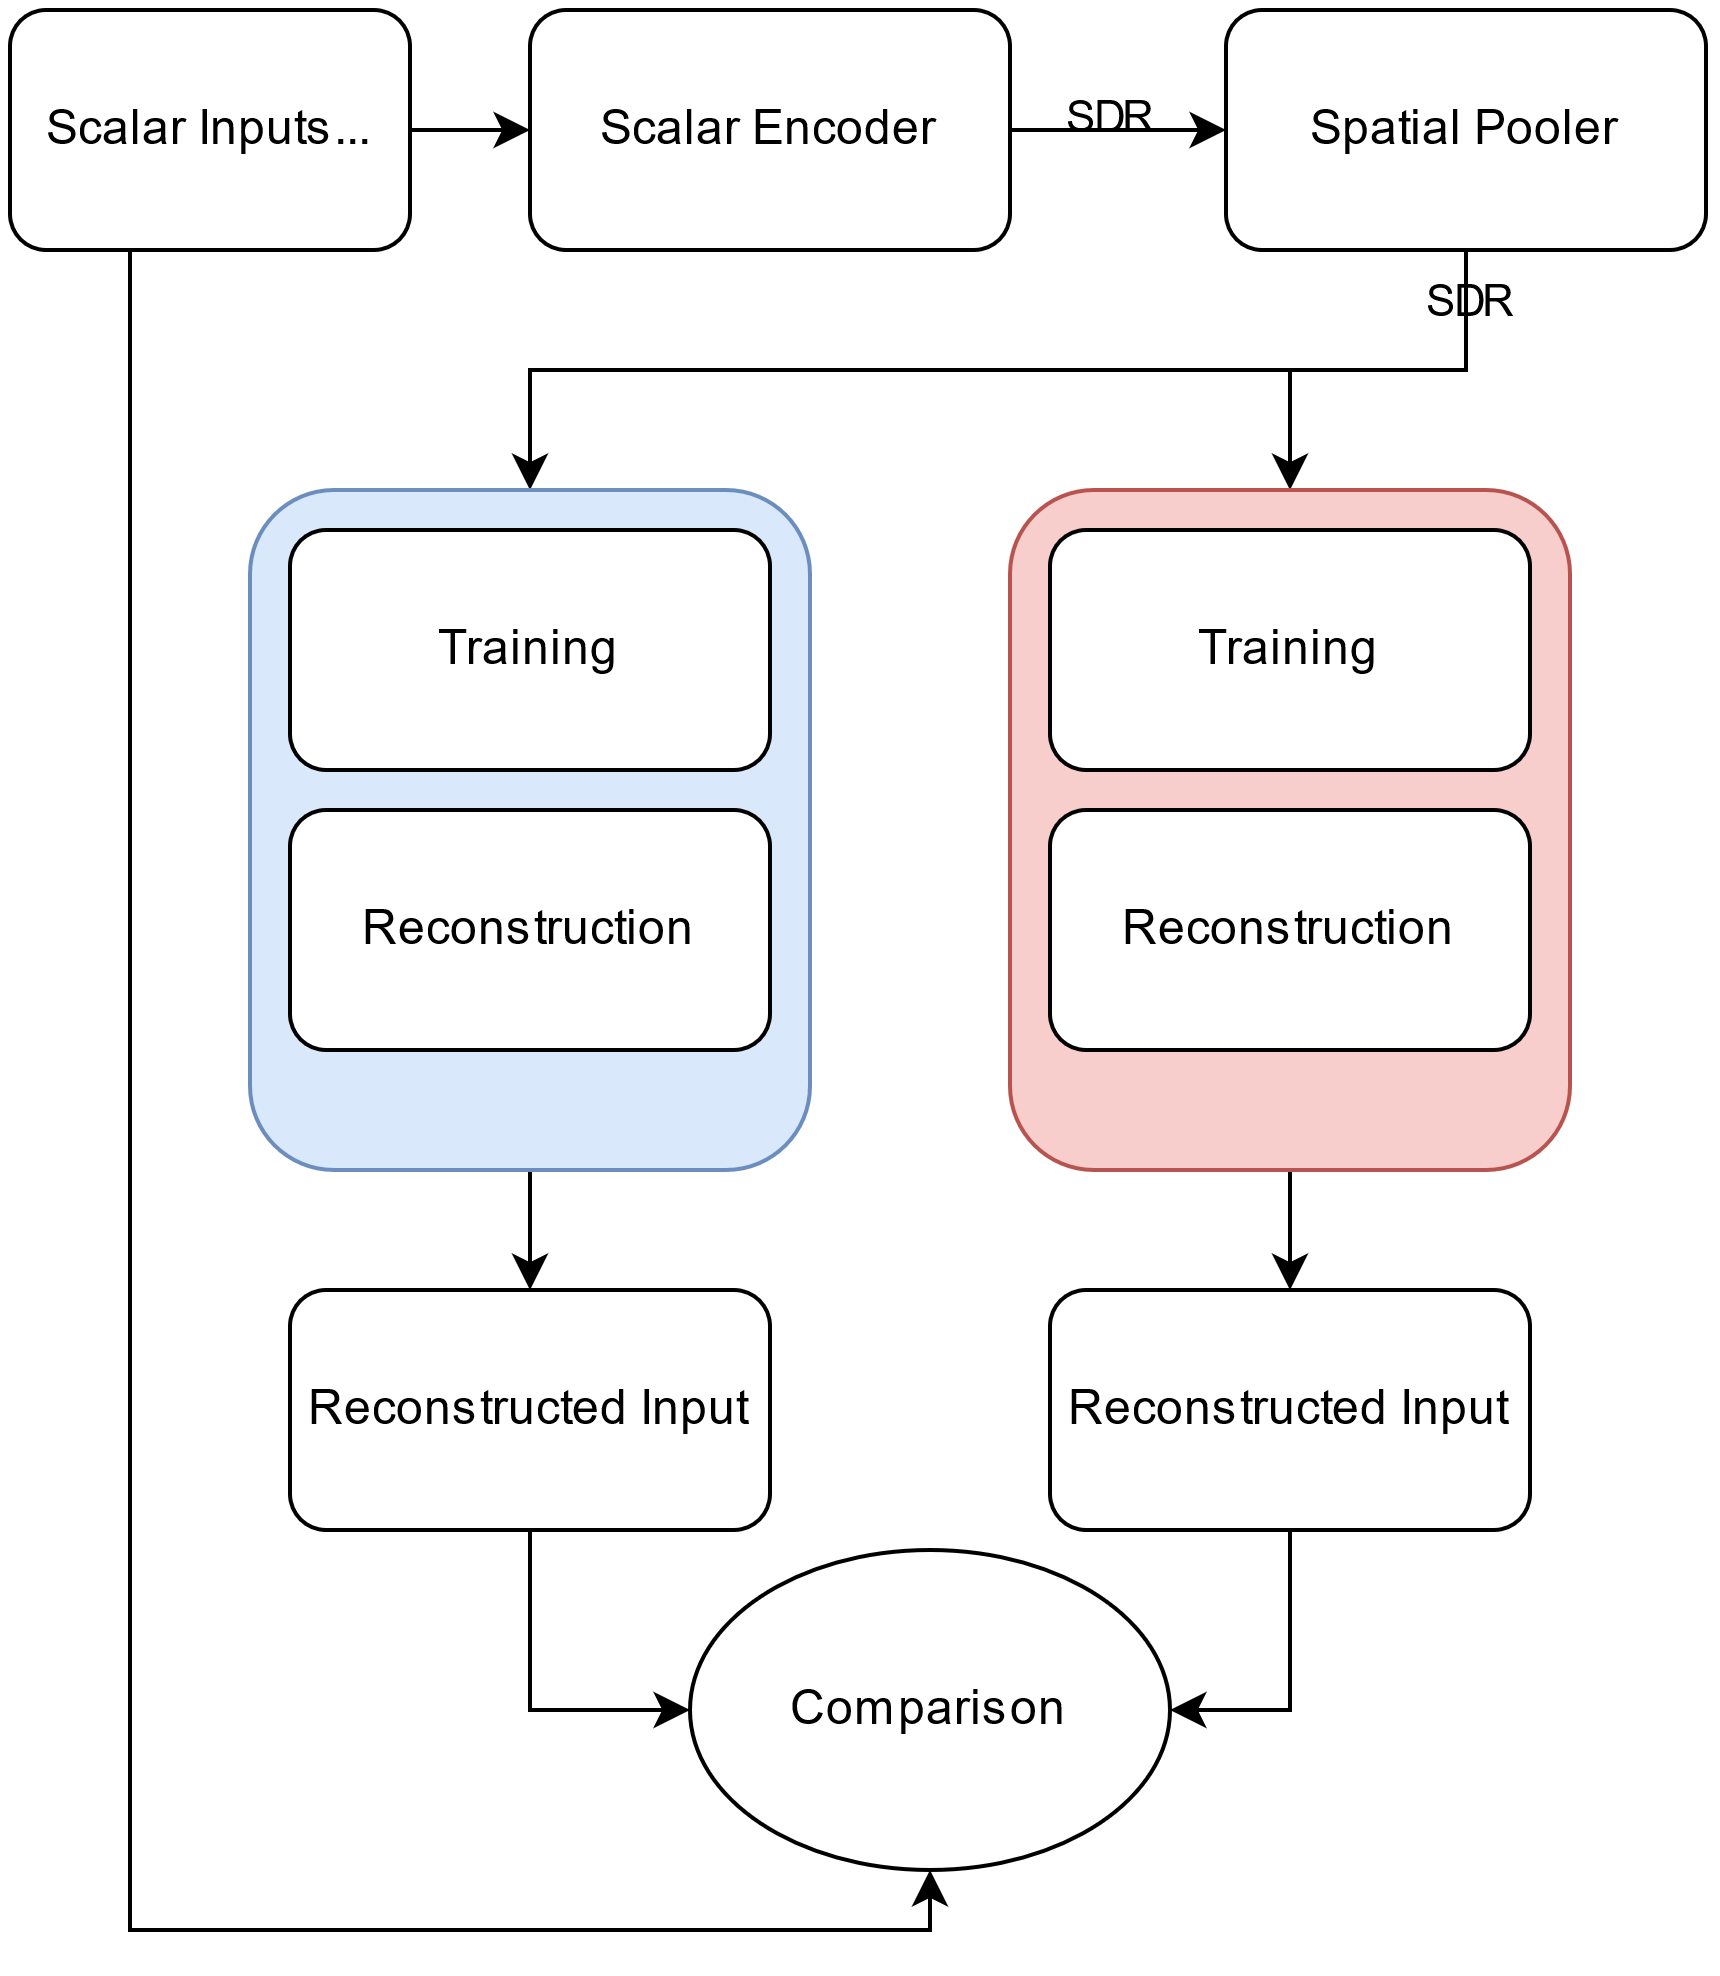 Scalar Inputs...
Scalar Encoder
SDR
Spatial Pooler
SDR
Training
Training
Reconstruction
Reconstruction
Reconstructed Input
Reconstructed Input
Comparison